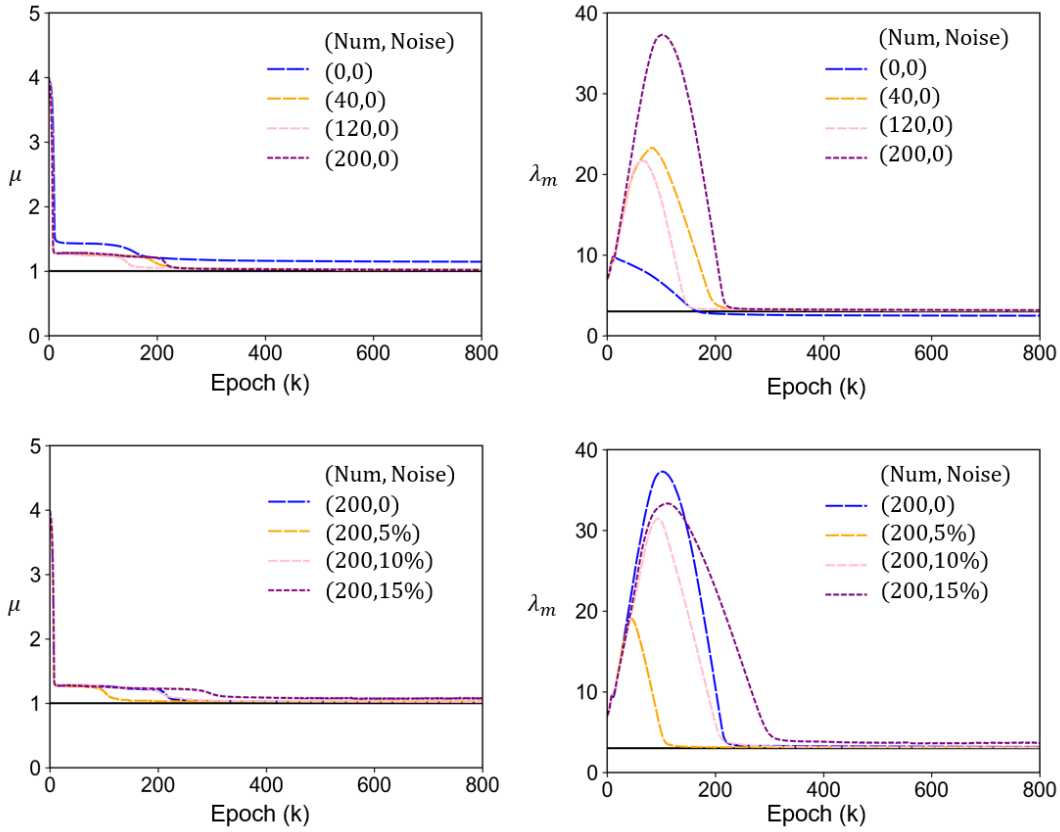 5
4
3
2
1
0
μ
(Num, Noise)
(0,0)
(40,0)
(120,0)
(200,0)
0 200 400 600 800
Epoch (k)
40
30
20
10
0
λm
(Num, Noise)
(0,0)
(40,0)
(120,0)
(200,0)
0 200 400 600 800
Epoch (k)
5
4
3
2
1
0
μ
(Num, Noise)
(200,0)
(200,5%)
(200,10%)
(200,15%)
0 200 400 600 800
Epoch (k)
40
30
20
10
0
λm
(Num, Noise)
(200,0)
(200,5%)
(200,10%)
(200,15%)
0 200 400 600 800
Epoch (k)